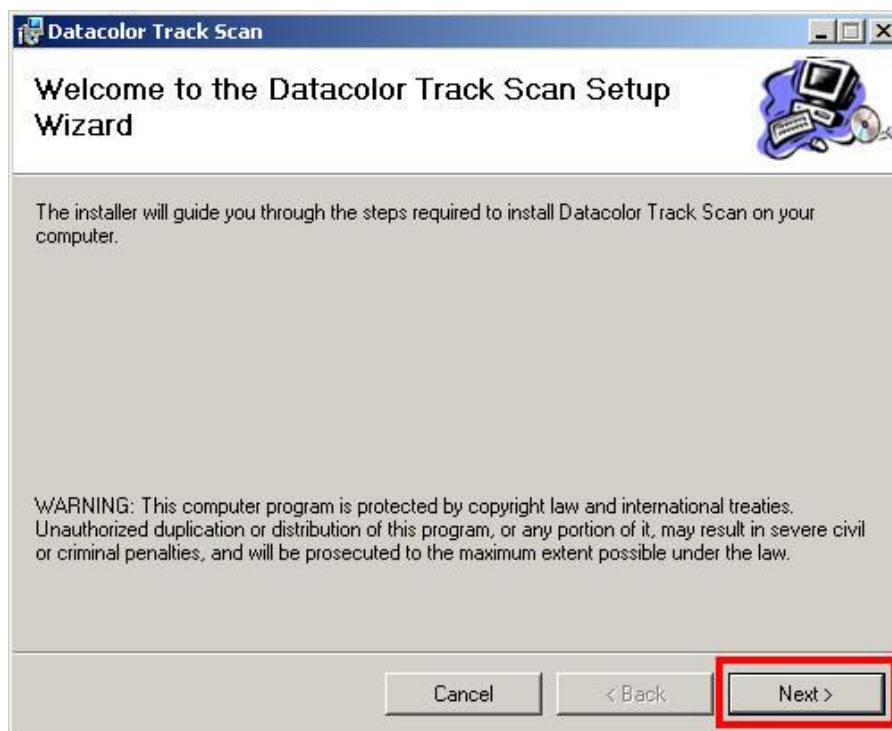 Datacolor Track Scan
Welcome to the Datacolor Track Scan Setup
Wizard
The installer will guide you through the steps required to install Datacolor Track Scan on your
computer.
WARNING: This computer program is protected by copyright law and international treaties.
Unauthorized duplication or distribution of this program, or any portion of it, may result in severe civil
or criminal penalties, and will be prosecuted to the maximum extent possible under the law.
Cancel
< Back
Next >